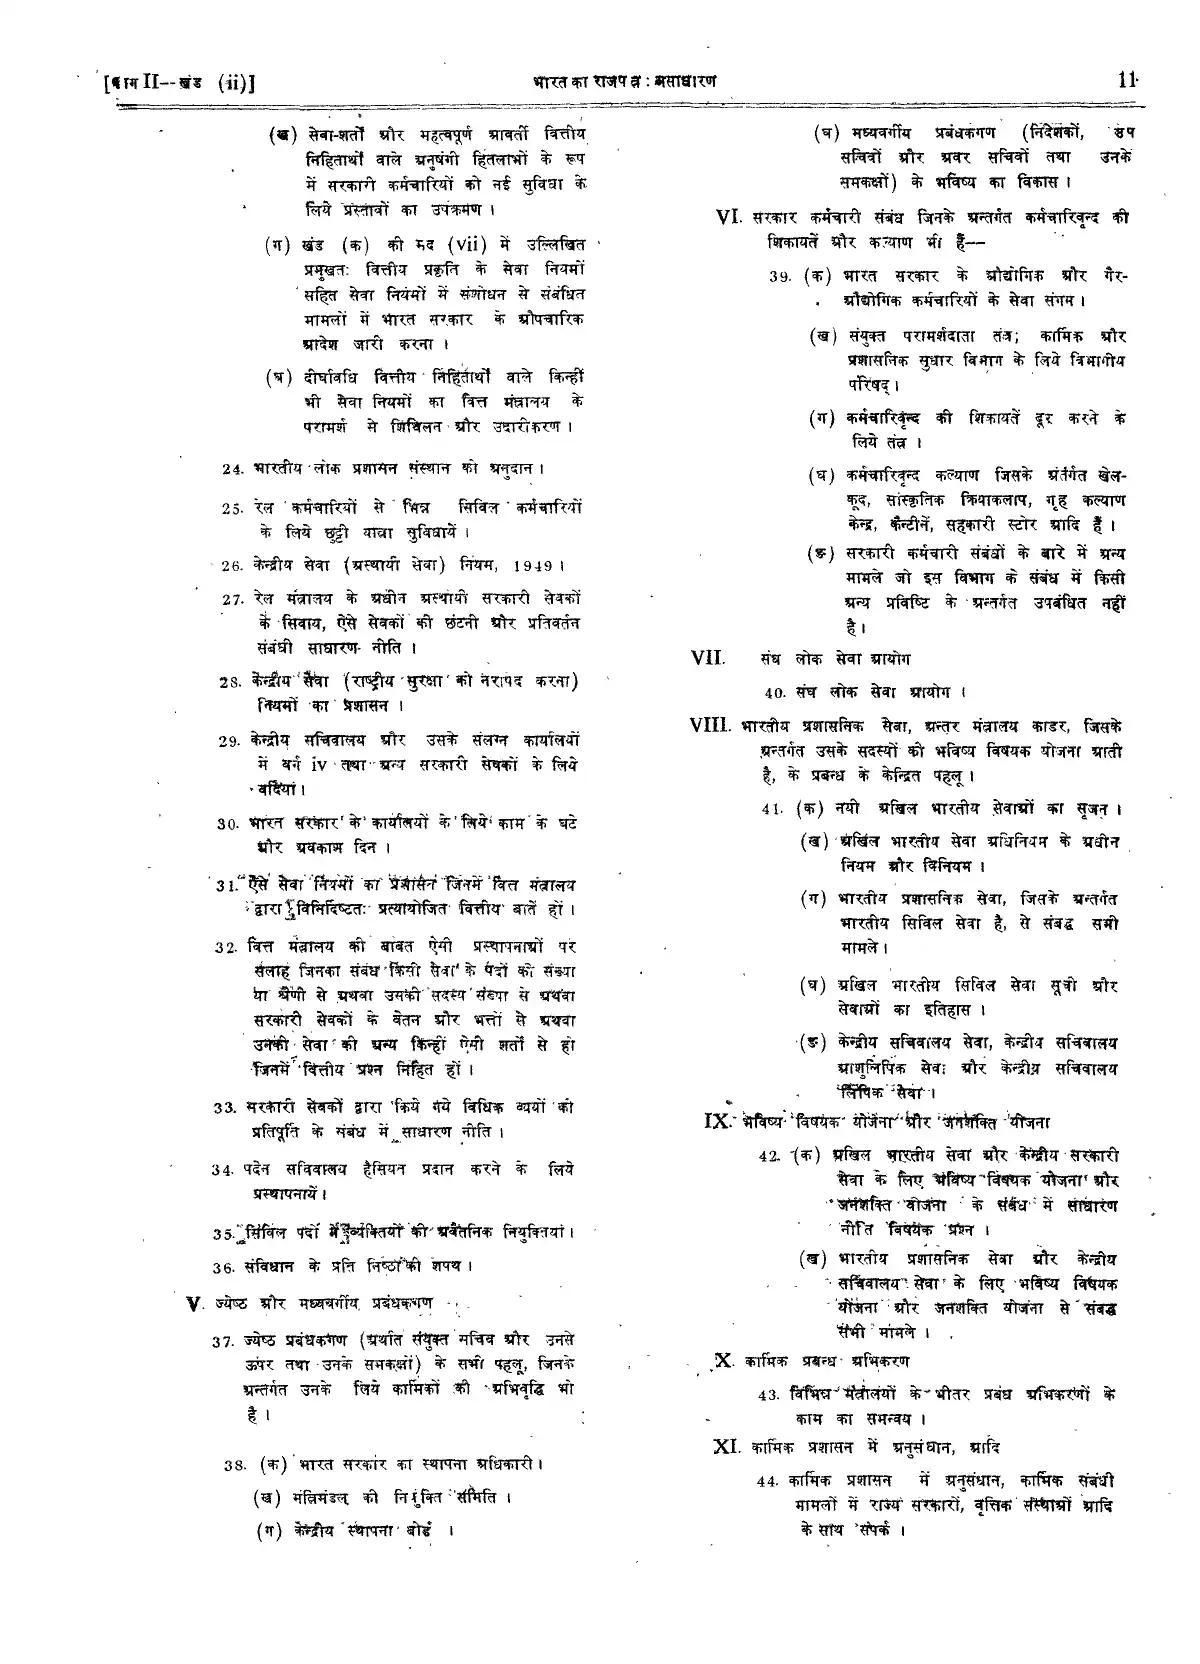 [भाग II--खंड (ii)]
भारत का राजपत्र : असाधारण
11
(ख) सेवा-शर्तों और महत्वपूर्ण आवर्ती वित्तीय
निहितार्थों वाले अनुषंगी हितलाभों के रूप
में सरकारी कर्मचारियों को नई सुविधा के
लिये प्रस्तावों का उपक्रमण ।
(ग) खंड (क) की मद (vii) में उल्लिखित
प्रमुखतः वित्तीय प्रकृति के सेवा नियमों
सहित सेवा नियमों में संशोधन से संबंधित
मामलों में भारत सरकार के औपचारिक
आदेश जारी करना ।
(घ) दीर्घावधि वित्तीय निहितार्थों वाले किन्हीं
भी सेवा नियमों का वित्त मंत्रालय के
परामर्श से शिथिलन और उदारीकरण ।
24. भारतीय लोक प्रशासन संस्थान को अनुदान ।
25. रेल कर्मचारियों से भिन्न सिविल कर्मचारियों
के लिये छुट्टी यात्रा सुविधायें ।
26. केन्द्रीय सेवा (अस्थायी सेवा) नियम, 1949 ।
27. रेल मंत्रालय के अधीन अस्थायी सरकारी सेवकों
के सिवाय, ऐसे सेवकों की छंटनी और प्रतिवर्तन
संबंधी साधारण नीति ।
28. केन्द्रीय सेवा (राष्ट्रीय सुरक्षा को नरापद करना)
नियमों का प्रशासन ।
29. केन्द्रीय सचिवालय और उसके संलग्न कार्यालयों
में वर्ग iv तथा अन्य सरकारी सेवकों के लिये
वर्दियां ।
30. भारत सरकार के कार्यालयों के लिये काम के घंटे
और अवकाश दिन ।
31. ऐसे सेवा नियमों का प्रशासन जिनमें वित्त मंत्रालय
द्वारा विनिर्दिष्टतः प्रत्यायोजित वित्तीय बातें हों ।
32. वित्त मंत्रालय की बाबत ऐसी प्रस्थापनाओं पर
सलाह जिनका संबंध किसी सेवा के पदों की संख्या
या श्रेणी से अथवा उसकी सदस्य संख्या से अथवा
सरकारी सेवकों के वेतन और भत्तों से अथवा
उनकी सेवा की अन्य किन्हीं ऐसी शर्तों से हो
जिनमें वित्तीय प्रश्न निहित हों ।
33. सरकारी सेवकों द्वारा किये गये विधिक व्ययों की
प्रतिपूर्ति के संबंध में साधारण नीति ।
34. पदेन सचिवालय हैसियत प्रदान करने के लिये
प्रस्थापनायें ।
35. सिविल पदों में व्यक्तियों की अवैतनिक नियुक्तियां ।
36. संविधान के प्रति निष्ठा की शपथ ।
V. ज्येष्ठ और मध्यवर्गीय प्रबंधकगण
37. ज्येष्ठ प्रबंधकगण (अर्थात संयुक्त सचिव और उनसे
ऊपर तथा उनके समकक्षों) के सभी पहलू, जिनके
अन्तर्गत उनके लिये कार्मिकों की अभिवृद्धि भी
है ।
38. (क) भारत सरकार का स्थापना अधिकारी ।
(ख) मंत्रिमंडल की नियुक्ति समिति ।
(ग) केन्द्रीय स्थापना बोर्ड ।
(घ) मध्यवर्गीय प्रबंधकगण (निदेशकों, उप
सचिवों और अवर सचिवों तथा उनके
समकक्षों) के भविष्य का विकास ।
VI. सरकार कर्मचारी संबंध जिनके अन्तर्गत कर्मचारिवृन्द की
शिकायतें और कल्याण भी हैं--
39. (क) भारत सरकार के औद्योगिक और गैर-
औद्योगिक कर्मचारियों के सेवा संगम ।
(ख) संयुक्त परामर्शदाता तंत्र; कार्मिक और
प्रशासनिक सुधार विभाग के लिये विभागीय
परिषद् ।
(ग) कर्मचारिवृन्द की शिकायतें दूर करने के
लिये तंत्र ।
(घ) कर्मचारिवृन्द कल्याण जिसके अंतर्गत खेल-
कूद, सांस्कृतिक क्रियाकलाप, गृह कल्याण
केन्द्र, कैन्टीनें, सहकारी स्टोर आदि हैं ।
(ङ) सरकारी कर्मचारी संबंधों के बारे में अन्य
मामले जो इस विभाग के संबंध में किसी
अन्य प्रविष्टि के अन्तर्गत उपबंधित नहीं
है ।
VII. संघ लोक सेवा आयोग
40. संघ लोक सेवा आयोग ।
VIII. भारतीय प्रशासनिक सेवा, अन्तर मंत्रालय काडर, जिसके
अन्तर्गत उसके सदस्यों की भविष्य विषयक योजना आती
है, के प्रबन्ध के केन्द्रित पहलू ।
41. (क) नयी अखिल भारतीय सेवाओं का सृजन ।
(ख) अखिल भारतीय सेवा अधिनियम के अधीन
नियम और विनियम ।
(ग) भारतीय प्रशासनिक सेवा, जिसके अन्तर्गत
भारतीय सिविल सेवा है, से संबद्ध सभी
मामले ।
(घ) अखिल भारतीय सिविल सेवा सूची और
सेवाओं का इतिहास ।
(ङ) केन्द्रीय सचिवालय सेवा, केन्द्रीय सचिवालय
आशुलिपिक सेवा और केन्द्रीय सचिवालय
लिपिक सेवा ।
IX. भविष्य विषयक योजना और जनशक्ति योजना
42. (क) अखिल भारतीय सेवा और केन्द्रीय सरकारी
सेवा के लिए भविष्य विषयक योजना और
जनशक्ति योजना के संबंध में साधारण
नीति विषयक प्रश्न ।
(ख) भारतीय प्रशासनिक सेवा और केन्द्रीय
सचिवालय सेवा के लिए भविष्य विषयक
योजना और जनशक्ति योजना से संबद्ध
सभी मामले ।
X. कार्मिक प्रबन्ध अभिकरण
43. विभिन्न मंत्रालयों के भीतर प्रबंध अभिकरणों के
काम का समन्वय ।
XI. कार्मिक प्रशासन में अनुसंधान, आदि
44. कार्मिक प्रशासन में अनुसंधान, कार्मिक संबंधी
मामलों में राज्य सरकारों, वृत्तिक संस्थाओं आदि
के साथ संपर्क ।